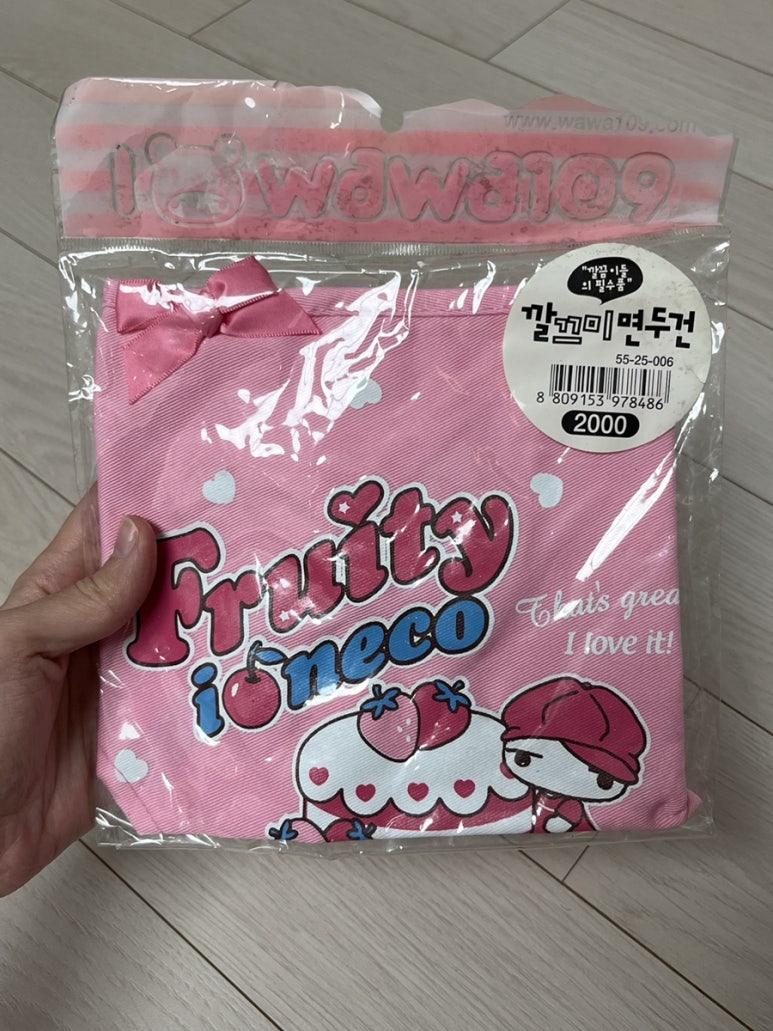 www.wawa109.com
wawa109
"깔끔이들
의 필수품"
깔끄미 면두건
55-25-006
8 809153 978486
2000
Fruity
ioneco
That's grea
I love it!